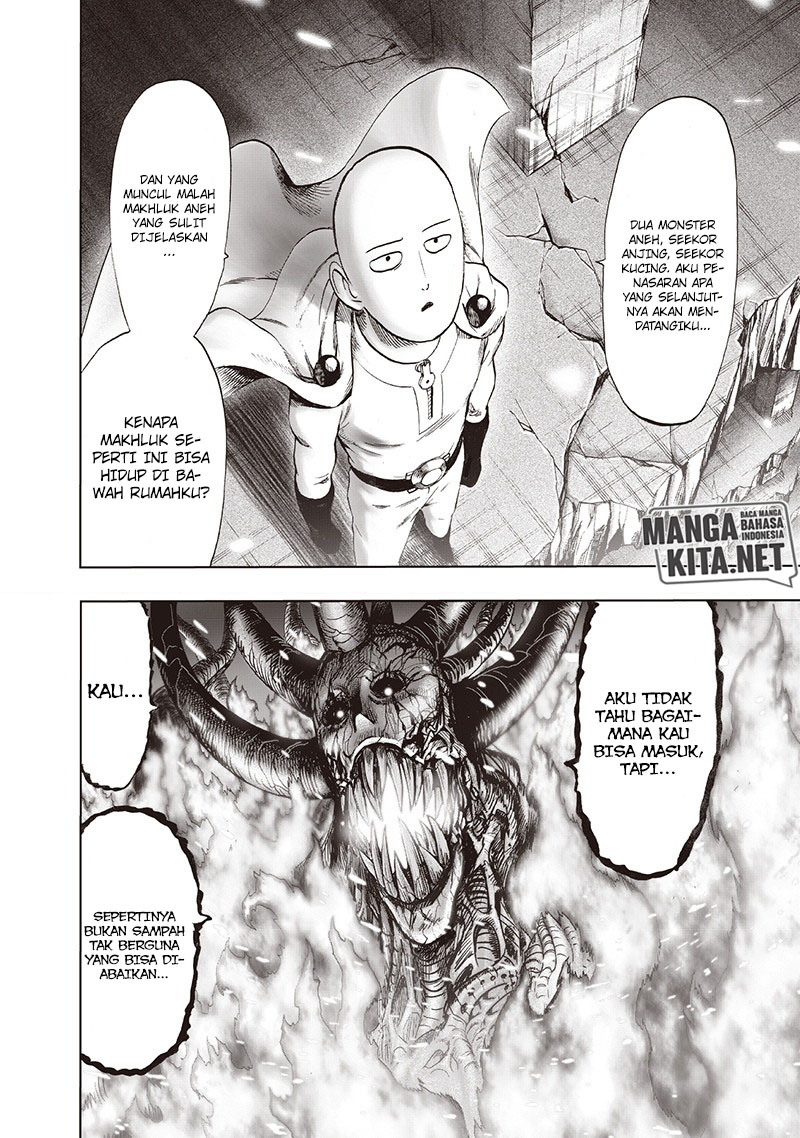 DUA MONSTER
ANEH, SEEKOR
ANJING, SEEKOR
KUCING. AKU PE-
NASARAN APA
YANG SELANJUT-
NYA AKAN MEN-
DATANGIKU...
DAN YANG
MUNCUL MALAH
MAKHLUK ANEH
YANG SULIT
DIJELASKAN
...
KENAPA
MAKHLUK SE-
PERTI INI BISA
HIDUP DI BA-
WAH RUMAHKU?
MANGA
KITA.NET
BACA MANGA
BAHASA
INDONESIA
AKU TIDAK
TAHU BAGAI-
MANA KAU
BISA MASUK,
TAPI...
KAU...
SEPERTINYA
BUKAN SAMPAH
TAK BERGUNA
YANG BISA DI-
ABAIKAN...